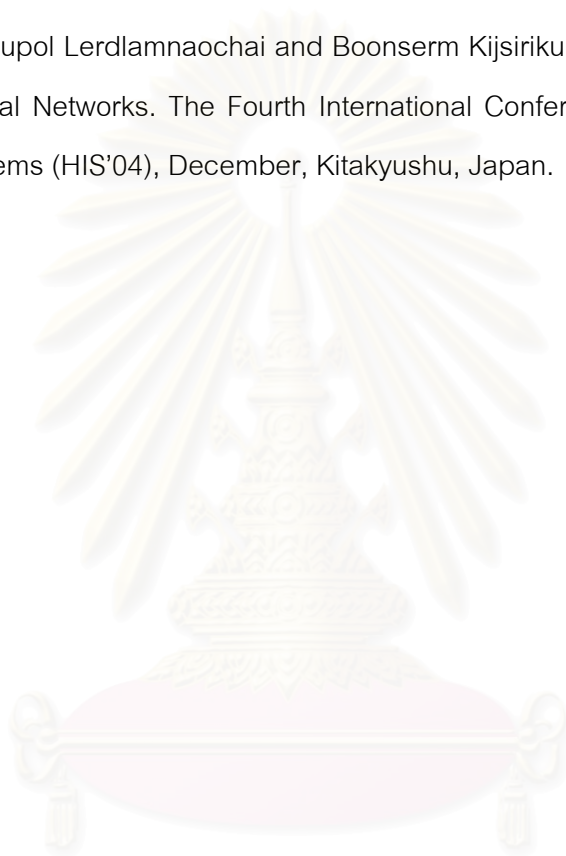 upol Lerdlamnaochai and Boonserm Kijsiriku
al Networks. The Fourth International Confer
ems (HIS’04), December, Kitakyushu, Japan.